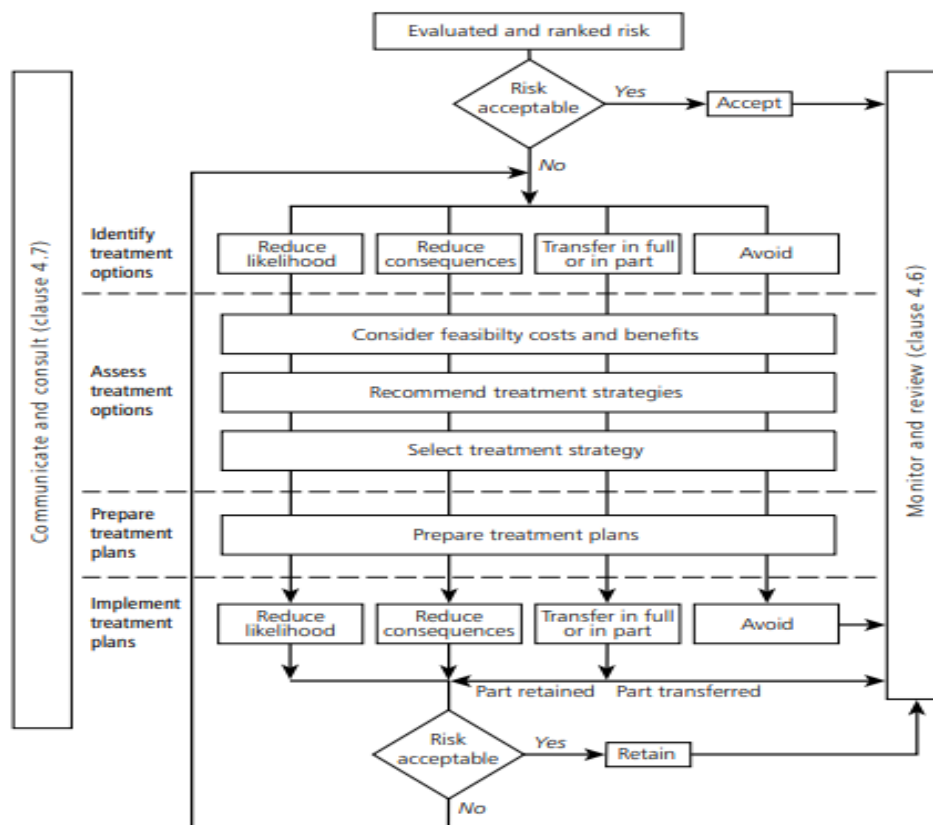 Evaluated and ranked risk
Risk
acceptable
Yes
Accept
No
Communicate and consult (clause 4.7)
Monitor and review (clause 4.6)
Identify
treatment
options
Reduce
likelihood
Reduce
consequences
Transfer in full
or in part
Avoid
Assess
treatment
options
Consider feasibilty costs and benefits
Recommend treatment strategies
Select treatment strategy
Prepare
treatment
plans
Prepare treatment plans
Implement
treatment
plans
Reduce
likelihood
Reduce
consequences
Transfer in full
or in part
Avoid
Part retained
Part transferred
Risk
acceptable
Yes
Retain
No